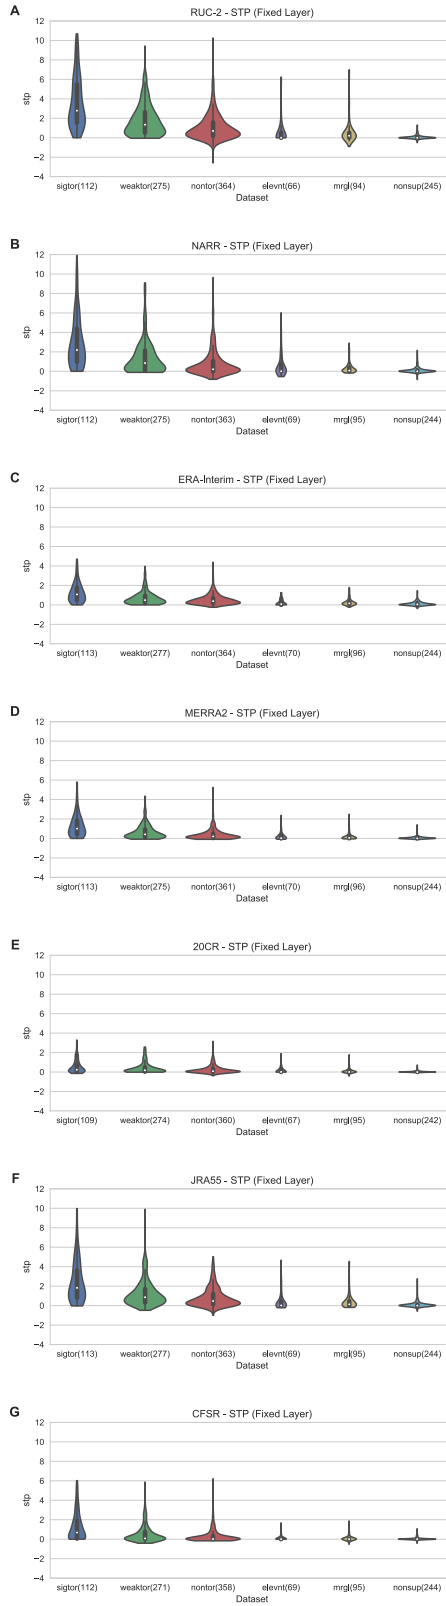 A
RUC-2 - STP (Fixed Layer)
12
10
8
6
4
2
0
−2
−4
stp
sigtor(112) weaktor(275) nontor(364) elevnt(66) mrgl(94) nonsup(245)
Dataset
B
NARR - STP (Fixed Layer)
12
10
8
6
4
2
0
−2
−4
stp
sigtor(112) weaktor(275) nontor(363) elevnt(69) mrgl(95) nonsup(244)
Dataset
C
ERA-Interim - STP (Fixed Layer)
12
10
8
6
4
2
0
−2
−4
stp
sigtor(113) weaktor(277) nontor(364) elevnt(70) mrgl(96) nonsup(244)
Dataset
D
MERRA2 - STP (Fixed Layer)
12
10
8
6
4
2
0
−2
−4
stp
sigtor(113) weaktor(275) nontor(361) elevnt(70) mrgl(96) nonsup(244)
Dataset
E
20CR - STP (Fixed Layer)
12
10
8
6
4
2
0
−2
−4
stp
sigtor(109) weaktor(274) nontor(360) elevnt(67) mrgl(95) nonsup(242)
Dataset
F
JRA55 - STP (Fixed Layer)
12
10
8
6
4
2
0
−2
−4
stp
sigtor(113) weaktor(277) nontor(363) elevnt(69) mrgl(95) nonsup(244)
Dataset
G
CFSR - STP (Fixed Layer)
12
10
8
6
4
2
0
−2
−4
stp
sigtor(112) weaktor(271) nontor(358) elevnt(69) mrgl(95) nonsup(244)
Dataset